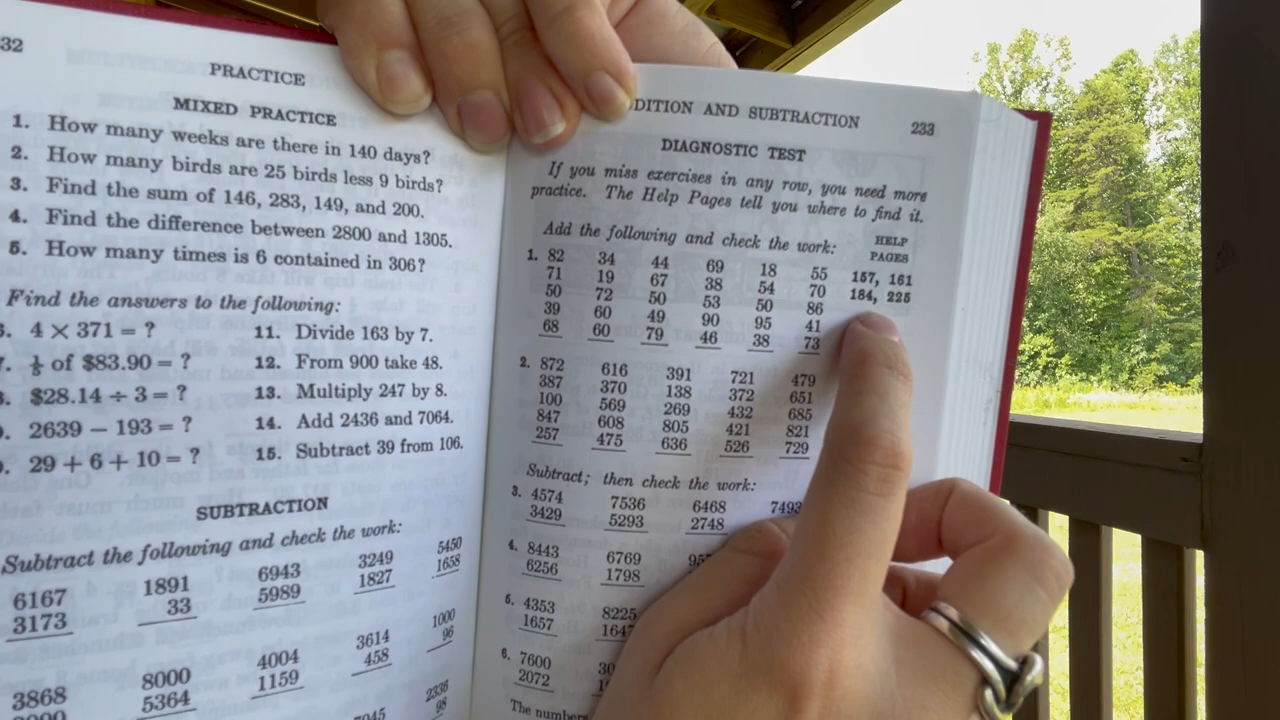 32
PRACTICE
MIXED PRACTICE
1. How many weeks are there in 140 days?
2. How many birds are 25 birds less 9 birds?
3. Find the sum of 146, 283, 149, and 200.
4. Find the difference between 2800 and 1305.
5. How many times is 6 contained in 306?
Find the answers to the following:
4 × 371 = ? 11. Divide 163 by 7.
of $83.90 = ? 12. From 900 take 48.
$28.14 ÷ 3 = ? 13. Multiply 247 by 8.
2639 − 193 = ? 14. Add 2436 and 7064.
29 + 6 + 10 = ? 15. Subtract 39 from 106.
SUBTRACTION
Subtract the following and check the work:
6167 1891 6943 3249 5450
3173 33 5989 1827 1658
3868 8000 4004 3614 1000
5364 1159 458 96
2336
98
DITION AND SUBTRACTION 233
DIAGNOSTIC TEST
If you miss exercises in any row, you need more
practice. The Help Pages tell you where to find it.
Add the following and check the work: HELP
PAGES
1. 82 34 44 69 18 55 157, 161
71 19 67 38 54 70 184, 225
50 72 50 53 50 86
39 60 49 90 95 41
68 60 79 46 38 73
2. 872 616 391 721 479
387 370 138 372 651
100 569 269 432 685
847 608 805 421 821
257 475 636 526 729
Subtract; then check the work:
3. 4574 7536 6468 7493
3429 5293 2748
4. 8443 6769 95
6256 1798
5. 4353 8225
1657 1647
6. 7600 30
2072
The numbers